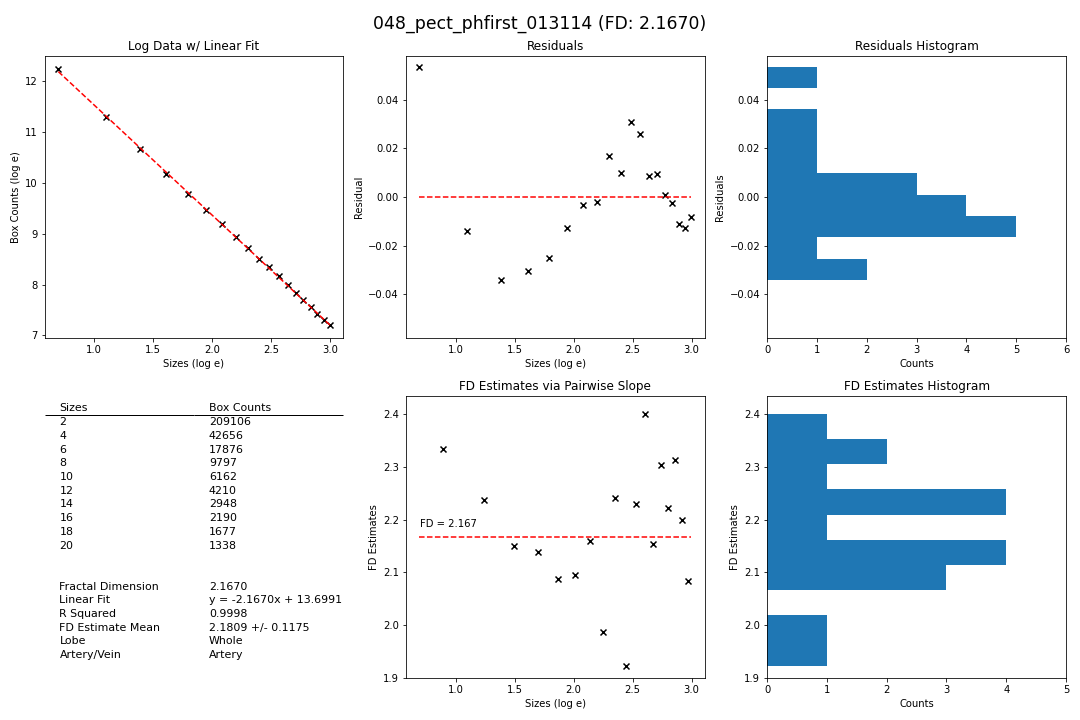 048_pect_phfirst_013114 (FD: 2.1670)
Log Data w/ Linear Fit
12
11
10
9
8
7
Box Counts (log e)
1.0 1.5 2.0 2.5 3.0
Sizes (log e)
Residuals
0.04
0.02
0.00
−0.02
−0.04
Residual
1.0 1.5 2.0 2.5 3.0
Sizes (log e)
Residuals Histogram
0.04
0.02
0.00
−0.02
−0.04
Residuals
0 1 2 3 4 5 6
Counts
Sizes Box Counts
2 209106
4 42656
6 17876
8 9797
10 6162
12 4210
14 2948
16 2190
18 1677
20 1338
Fractal Dimension 2.1670
Linear Fit y = -2.1670x + 13.6991
R Squared 0.9998
FD Estimate Mean 2.1809 +/- 0.1175
Lobe Whole
Artery/Vein Artery
FD Estimates via Pairwise Slope
2.4
2.3
2.2
2.1
2.0
1.9
FD Estimates
FD = 2.167
1.0 1.5 2.0 2.5 3.0
Sizes (log e)
FD Estimates Histogram
2.4
2.3
2.2
2.1
2.0
1.9
FD Estimates
0 1 2 3 4 5
Counts